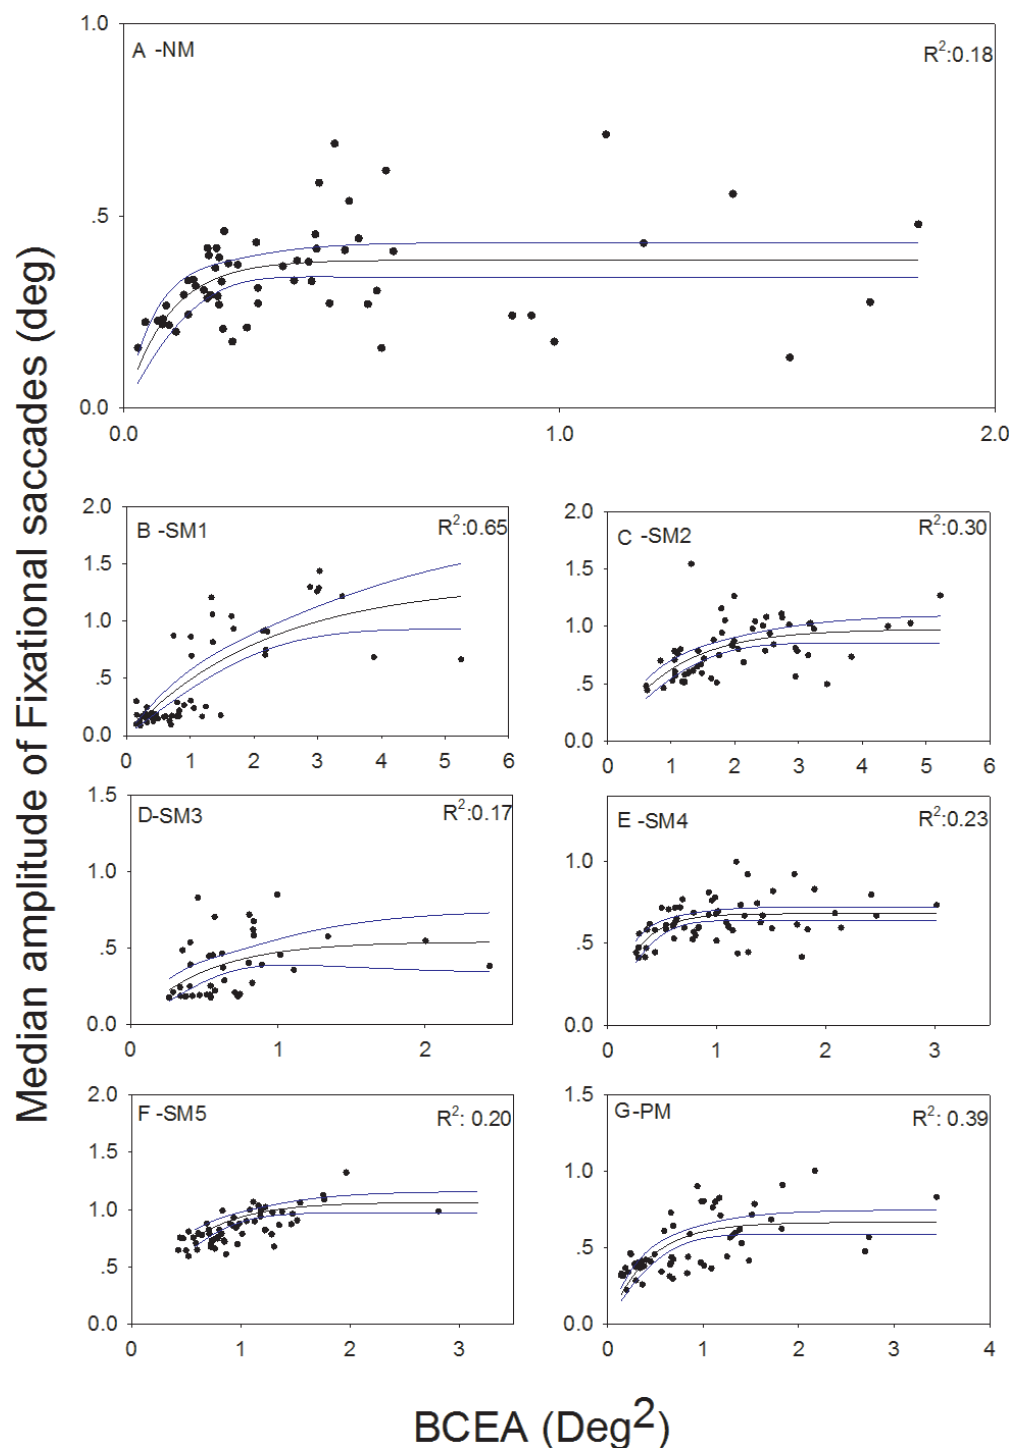 Median amplitude of Fixational saccades (deg)
1.0
A -NM
R²:0.18
.5
0.0
0.0 1.0 2.0
2.0
B -SM1
R²:0.65
1.5
1.0
.5
0.0
0 1 2 3 4 5 6
2.0
C -SM2
R²:0.30
1.5
1.0
0.5
0.0
0 1 2 3 4 5 6
1.5
D-SM3
R²:0.17
1.0
.5
0.0
0 1 2
E -SM4
R²:0.23
1.0
0.5
0.0
0 1 2 3
2.0
F -SM5
R²: 0.20
1.5
1.0
0.5
0.0
0 1 2 3
1.5
G-PM
R²: 0.39
1.0
.5
0.0
0 1 2 3 4
BCEA (Deg²)